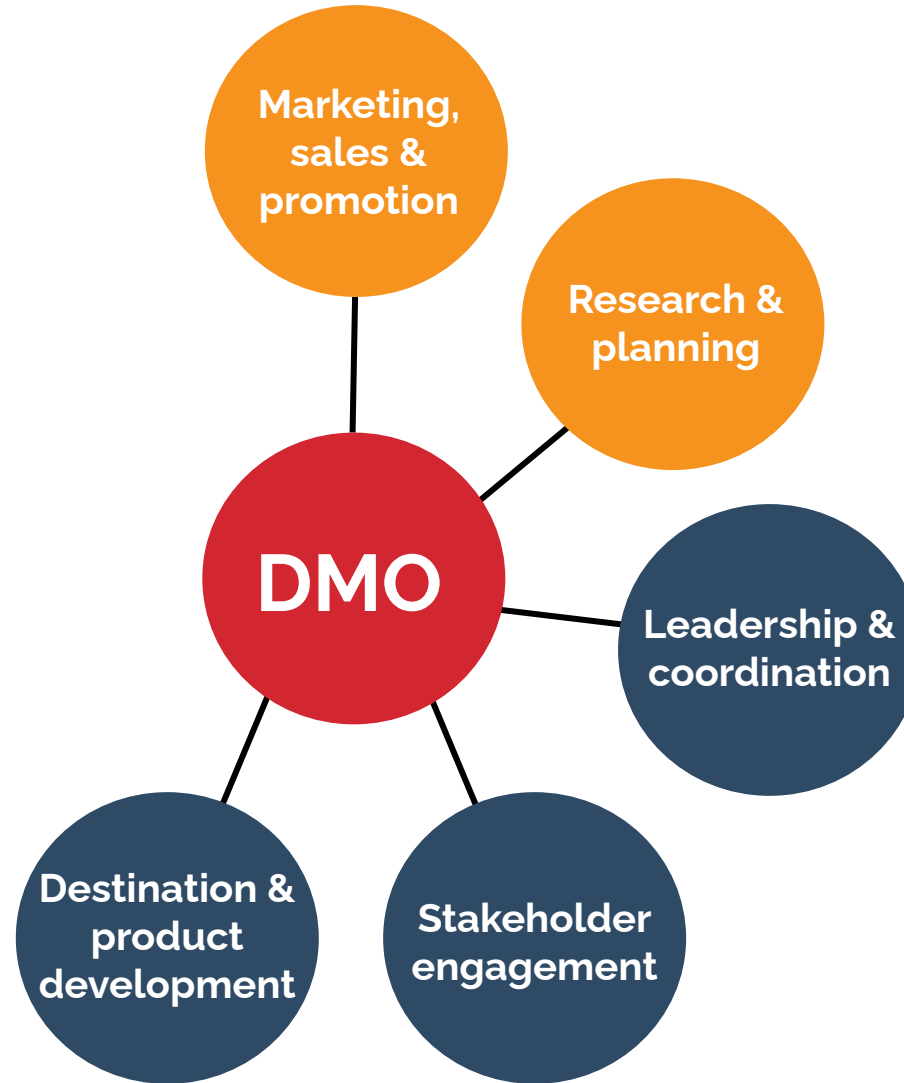 Marketing,
sales &
promotion
Research &
planning
DMO
Leadership &
coordination
Destination &
product
development
Stakeholder
engagement